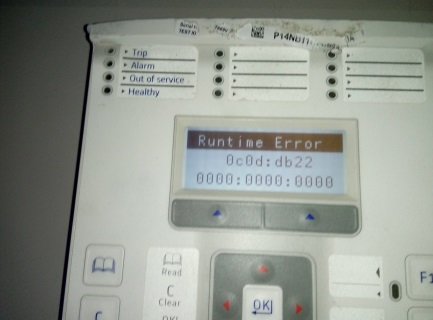 Trip
Alarm
Out of service
Healthy
Runtime Error
0c0d:db22
0000:0000:0000
Read
C
Clear
OK
F1
C